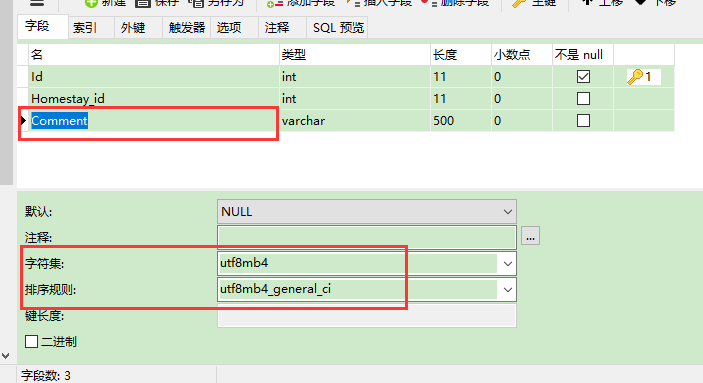 新建 保存 另存为 添加字段 插入字段 删除字段 主键 上移 下移
字段 索引 外键 触发器 选项 注释 SQL 预览
名 类型 长度 小数点 不是 null
Id int 11 0 1
Homestay_id int 11 0
Comment varchar 500 0
默认: NULL
注释: ...
字符集: utf8mb4
排序规则: utf8mb4_general_ci
键长度:
二进制
字段数: 3